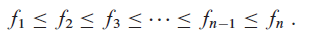 f₁ ≤ f₂ ≤ f₃ ≤ ⋯ ≤ fₙ₋₁ ≤ fₙ .